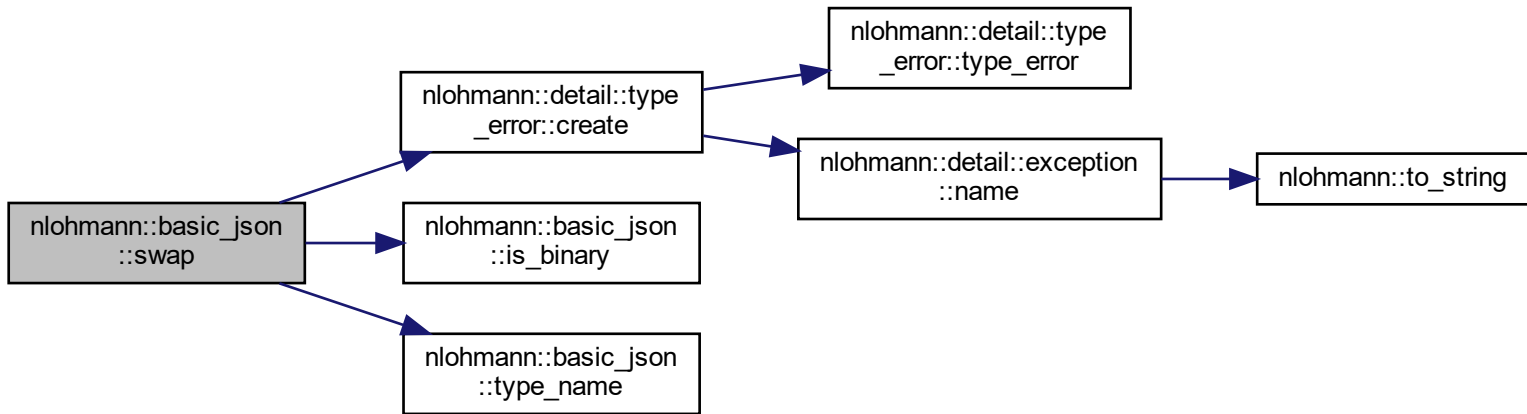 nlohmann::detail::type
_error::type_error
nlohmann::detail::type
_error::create
nlohmann::detail::exception
::name
nlohmann::to_string
nlohmann::basic_json
::swap
nlohmann::basic_json
::is_binary
nlohmann::basic_json
::type_name